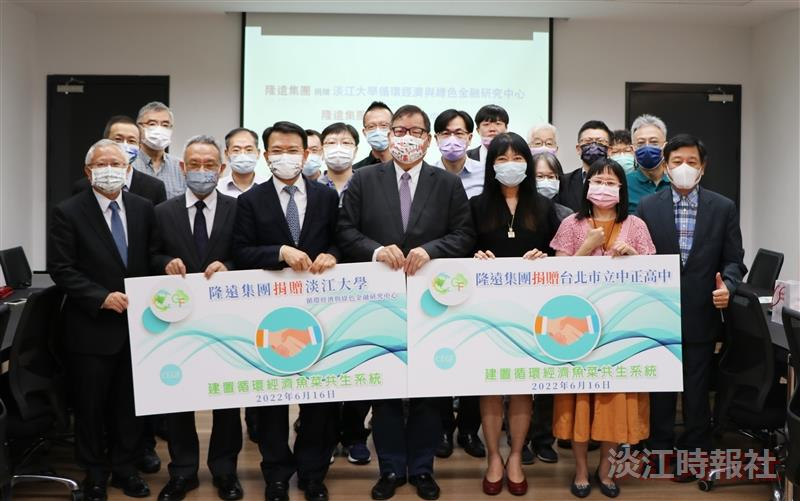 隆遠集團 捐贈 淡江大學循環經濟與綠色金融研究中心
隆遠集團
隆遠集團捐贈淡江大學
循環經濟與綠色金融研究中心
CEGF
建置循環經濟魚菜共生系統
2022年6月16日
隆遠集團捐贈台北市立中正高中
CEGF
建置循環經濟魚菜共生系統
2022年6月16日
淡江時報社